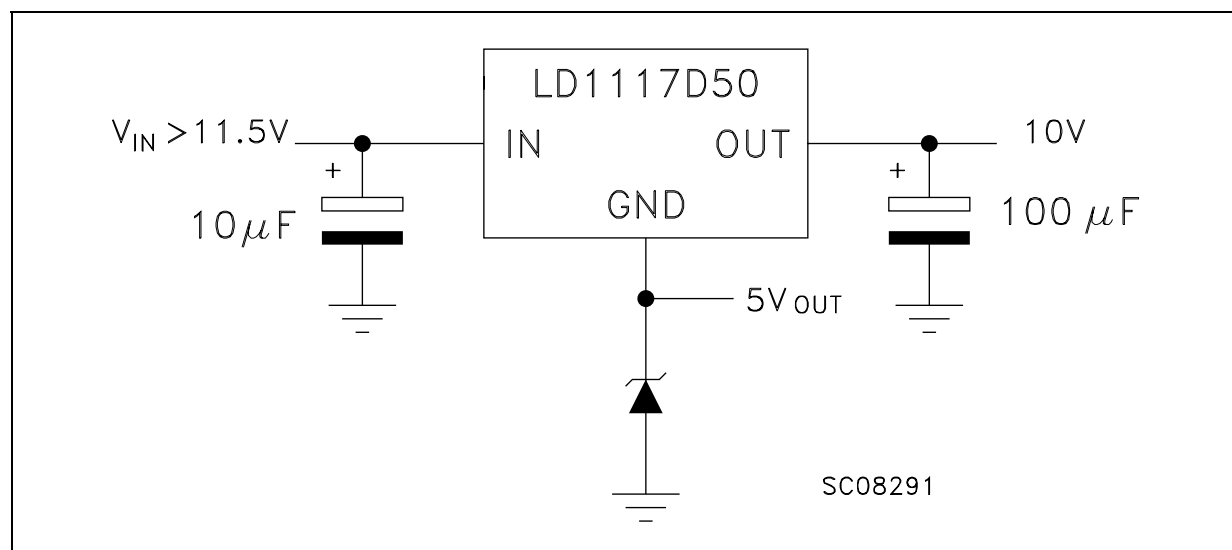 LD1117D50
V_IN >11.5V
IN
OUT
10V
+
+
GND
10μF
100 μF
5V_OUT
SC08291